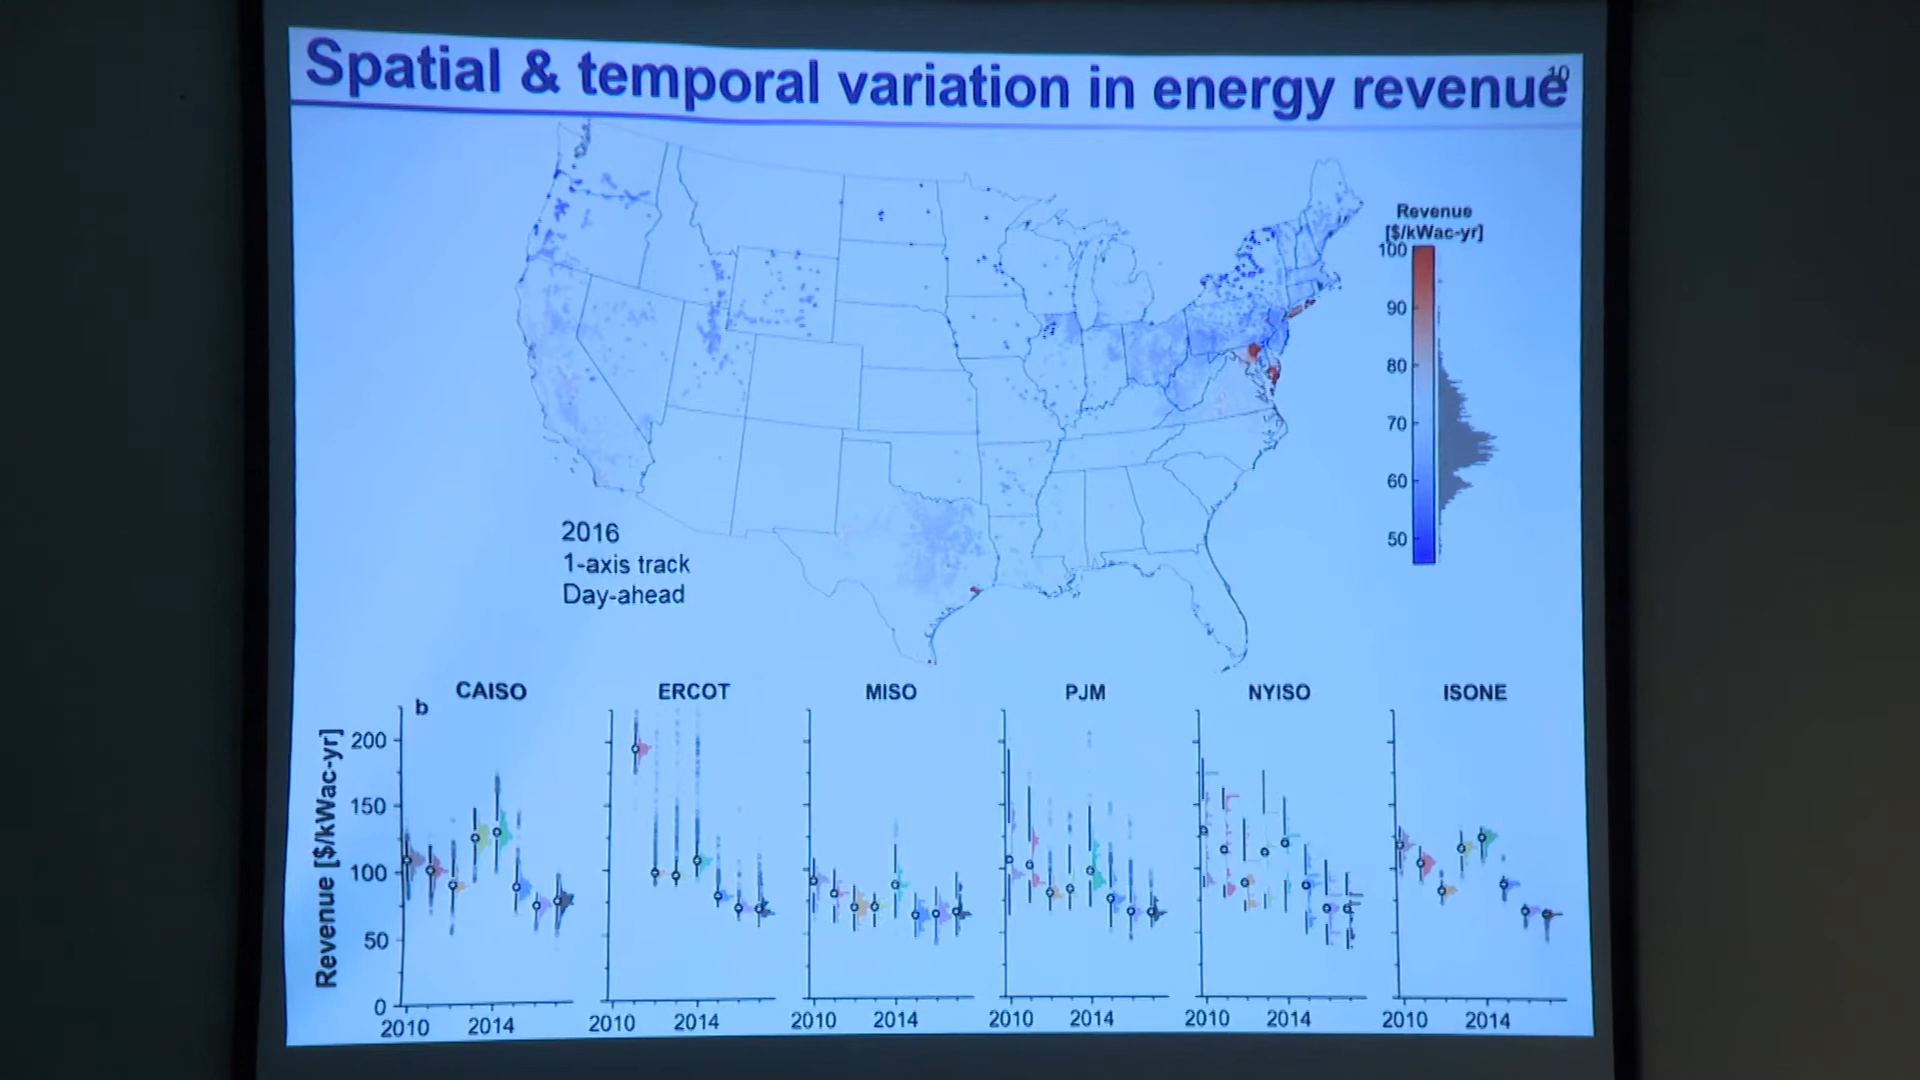 Spatial & temporal variation in energy revenue
10
Revenue
[$/kWac-yr]
100
90
80
70
60
50
2016
1-axis track
Day-ahead
CAISO ERCOT MISO PJM NYISO ISONE
b
Revenue [$/kWac-yr]
200
150
100
50
0
2010 2014 2010 2014 2010 2014 2010 2014 2010 2014 2010 2014